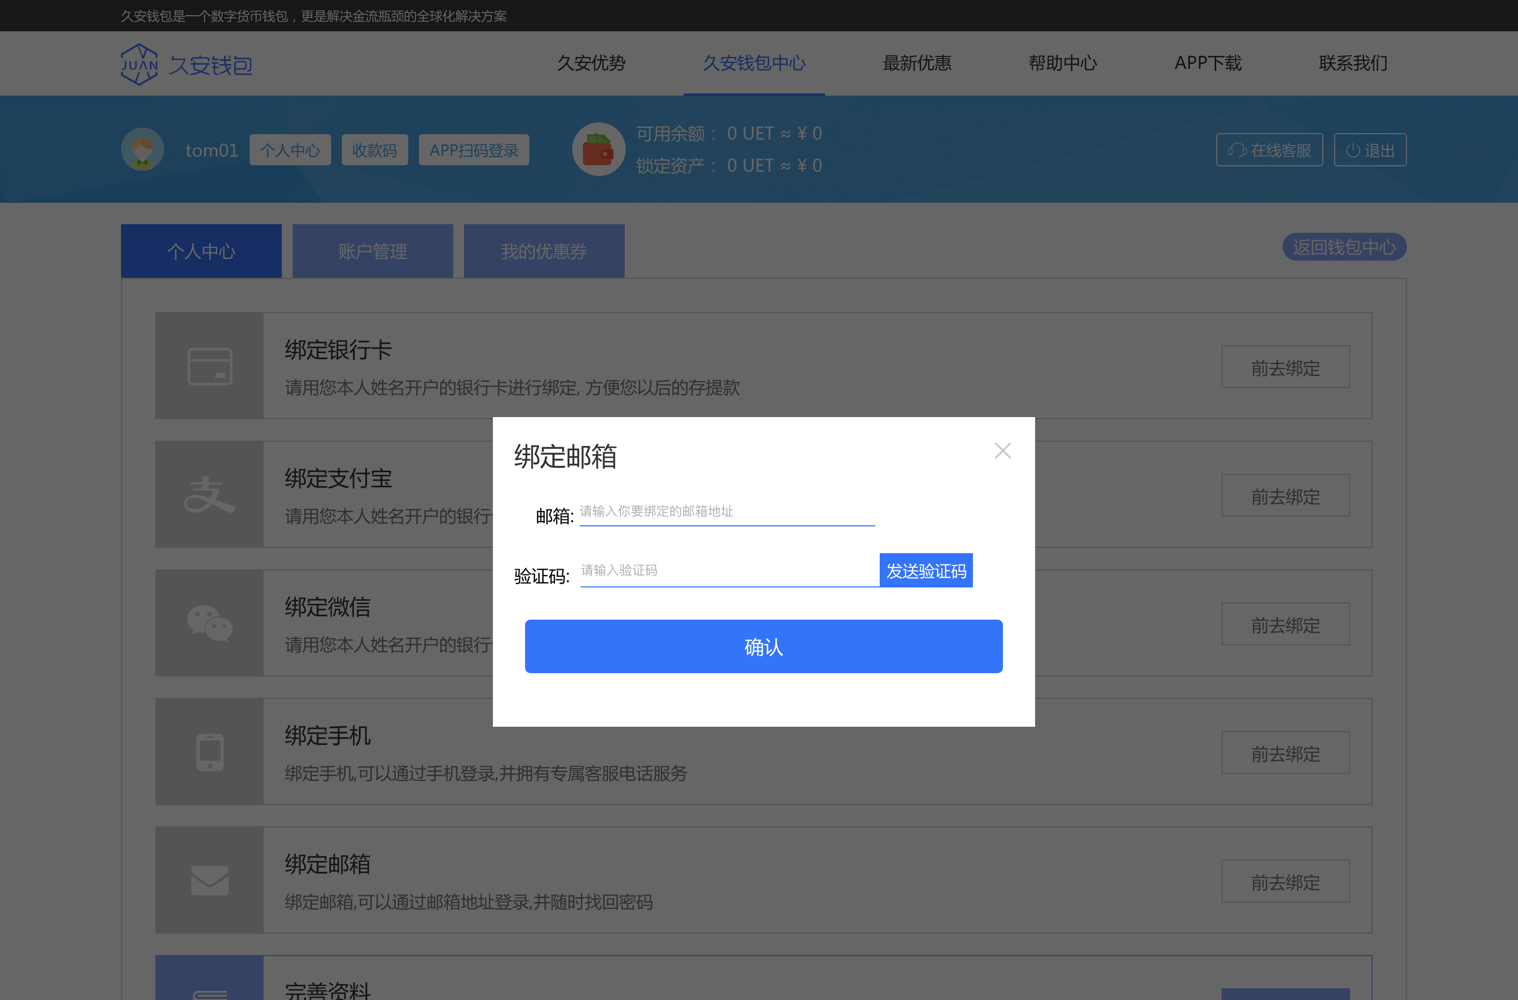 久安钱包是一个数字货币钱包，更是解决金流瓶颈的全球化解决方案
JUAN 久安钱包
久安优势 久安钱包中心 最新优惠 帮助中心 APP下载 联系我们
tom01 个人中心 收款码 APP扫码登录
可用余额： 0 UET ≈ ¥ 0
锁定资产： 0 UET ≈ ¥ 0
在线客服 退出
个人中心 账户管理 我的优惠券 返回钱包中心
绑定银行卡
请用您本人姓名开户的银行卡进行绑定, 方便您以后的存提款
前去绑定
绑定支付宝
请用您本人姓名开户的银行
前去绑定
绑定微信
请用您本人姓名开户的银行
前去绑定
绑定邮箱
邮箱: 请输入你要绑定的邮箱地址
验证码: 请输入验证码 发送验证码
确认
绑定手机
绑定手机,可以通过手机登录,并拥有专属客服电话服务
前去绑定
绑定邮箱
绑定邮箱,可以通过邮箱地址登录,并随时找回密码
前去绑定
完善资料